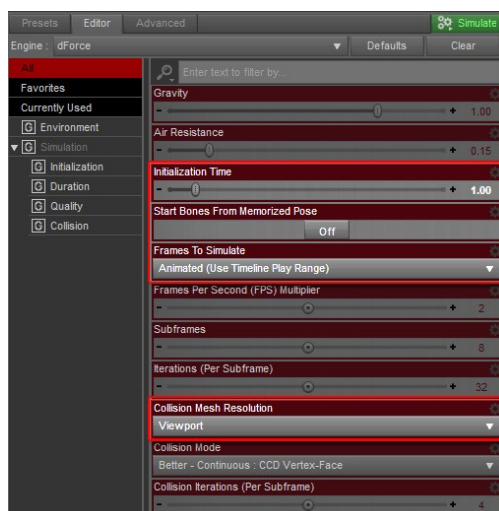 Presets Editor Advanced Simulate
Engine : dForce Defaults Clear
All
Favorites
Currently Used
G Environment
G Simulation
G Initialization
G Duration
G Quality
G Collision
Enter text to filter by...
Gravity
- + 1.00
Air Resistance
- + 0.15
Initialization Time
- + 1.00
Start Bones From Memorized Pose
Off
Frames To Simulate
Animated (Use Timeline Play Range)
Frames Per Second (FPS) Multiplier
- + 2
Subframes
- + 8
Iterations (Per Subframe)
- + 32
Collision Mesh Resolution
Viewport
Collision Mode
Better - Continuous : CCD Vertex-Face
Collision Iterations (Per Subframe)
- + 4